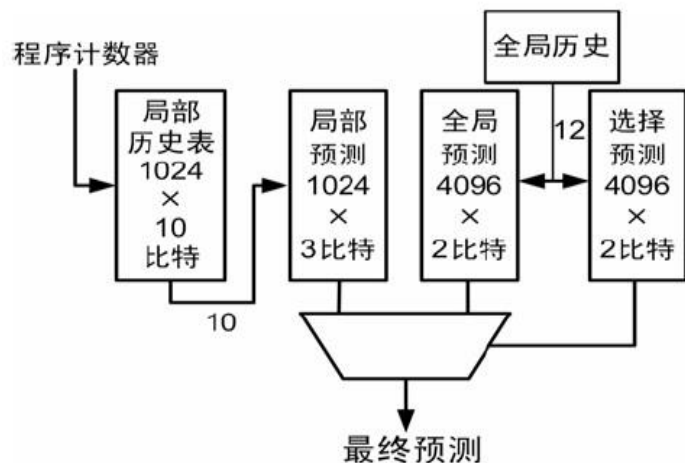 程序计数器
全局历史
局部
历史表
1024
×
10
比特
局部
预测
1024
×
3比特
全局
预测
4096
×
2比特
12
选择
预测
4096
×
2比特
10
最终预测